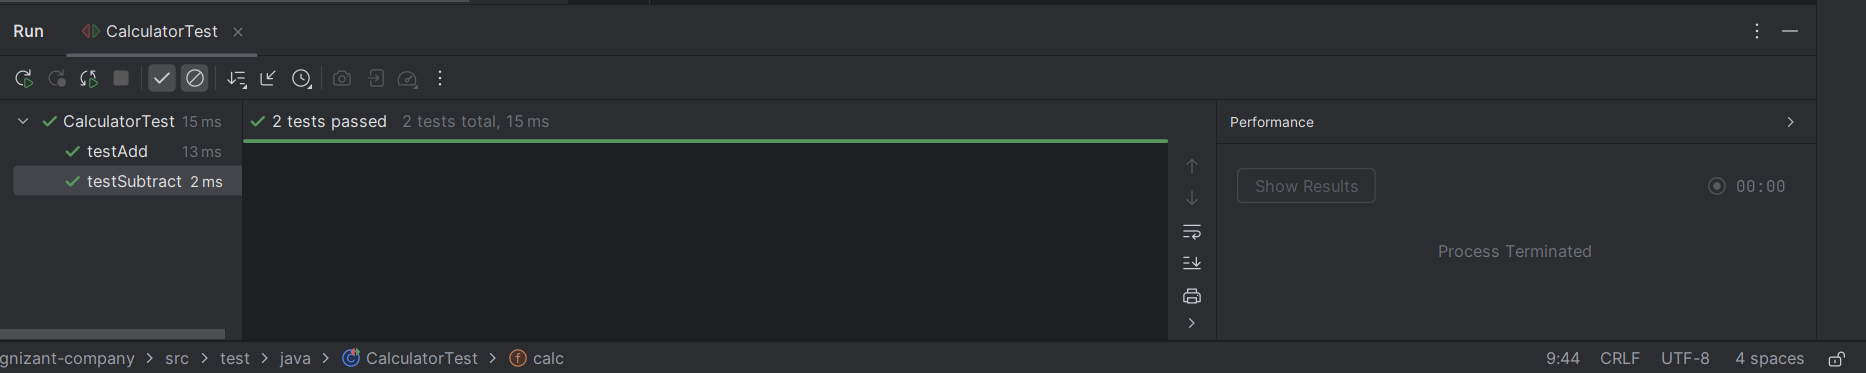 Run CalculatorTest
CalculatorTest 15 ms
testAdd 13 ms
testSubtract 2 ms
2 tests passed 2 tests total, 15 ms
Performance
Show Results 00:00
Process Terminated
gnizant-company > src > test > java > CalculatorTest > calc
9:44 CRLF UTF-8 4 spaces